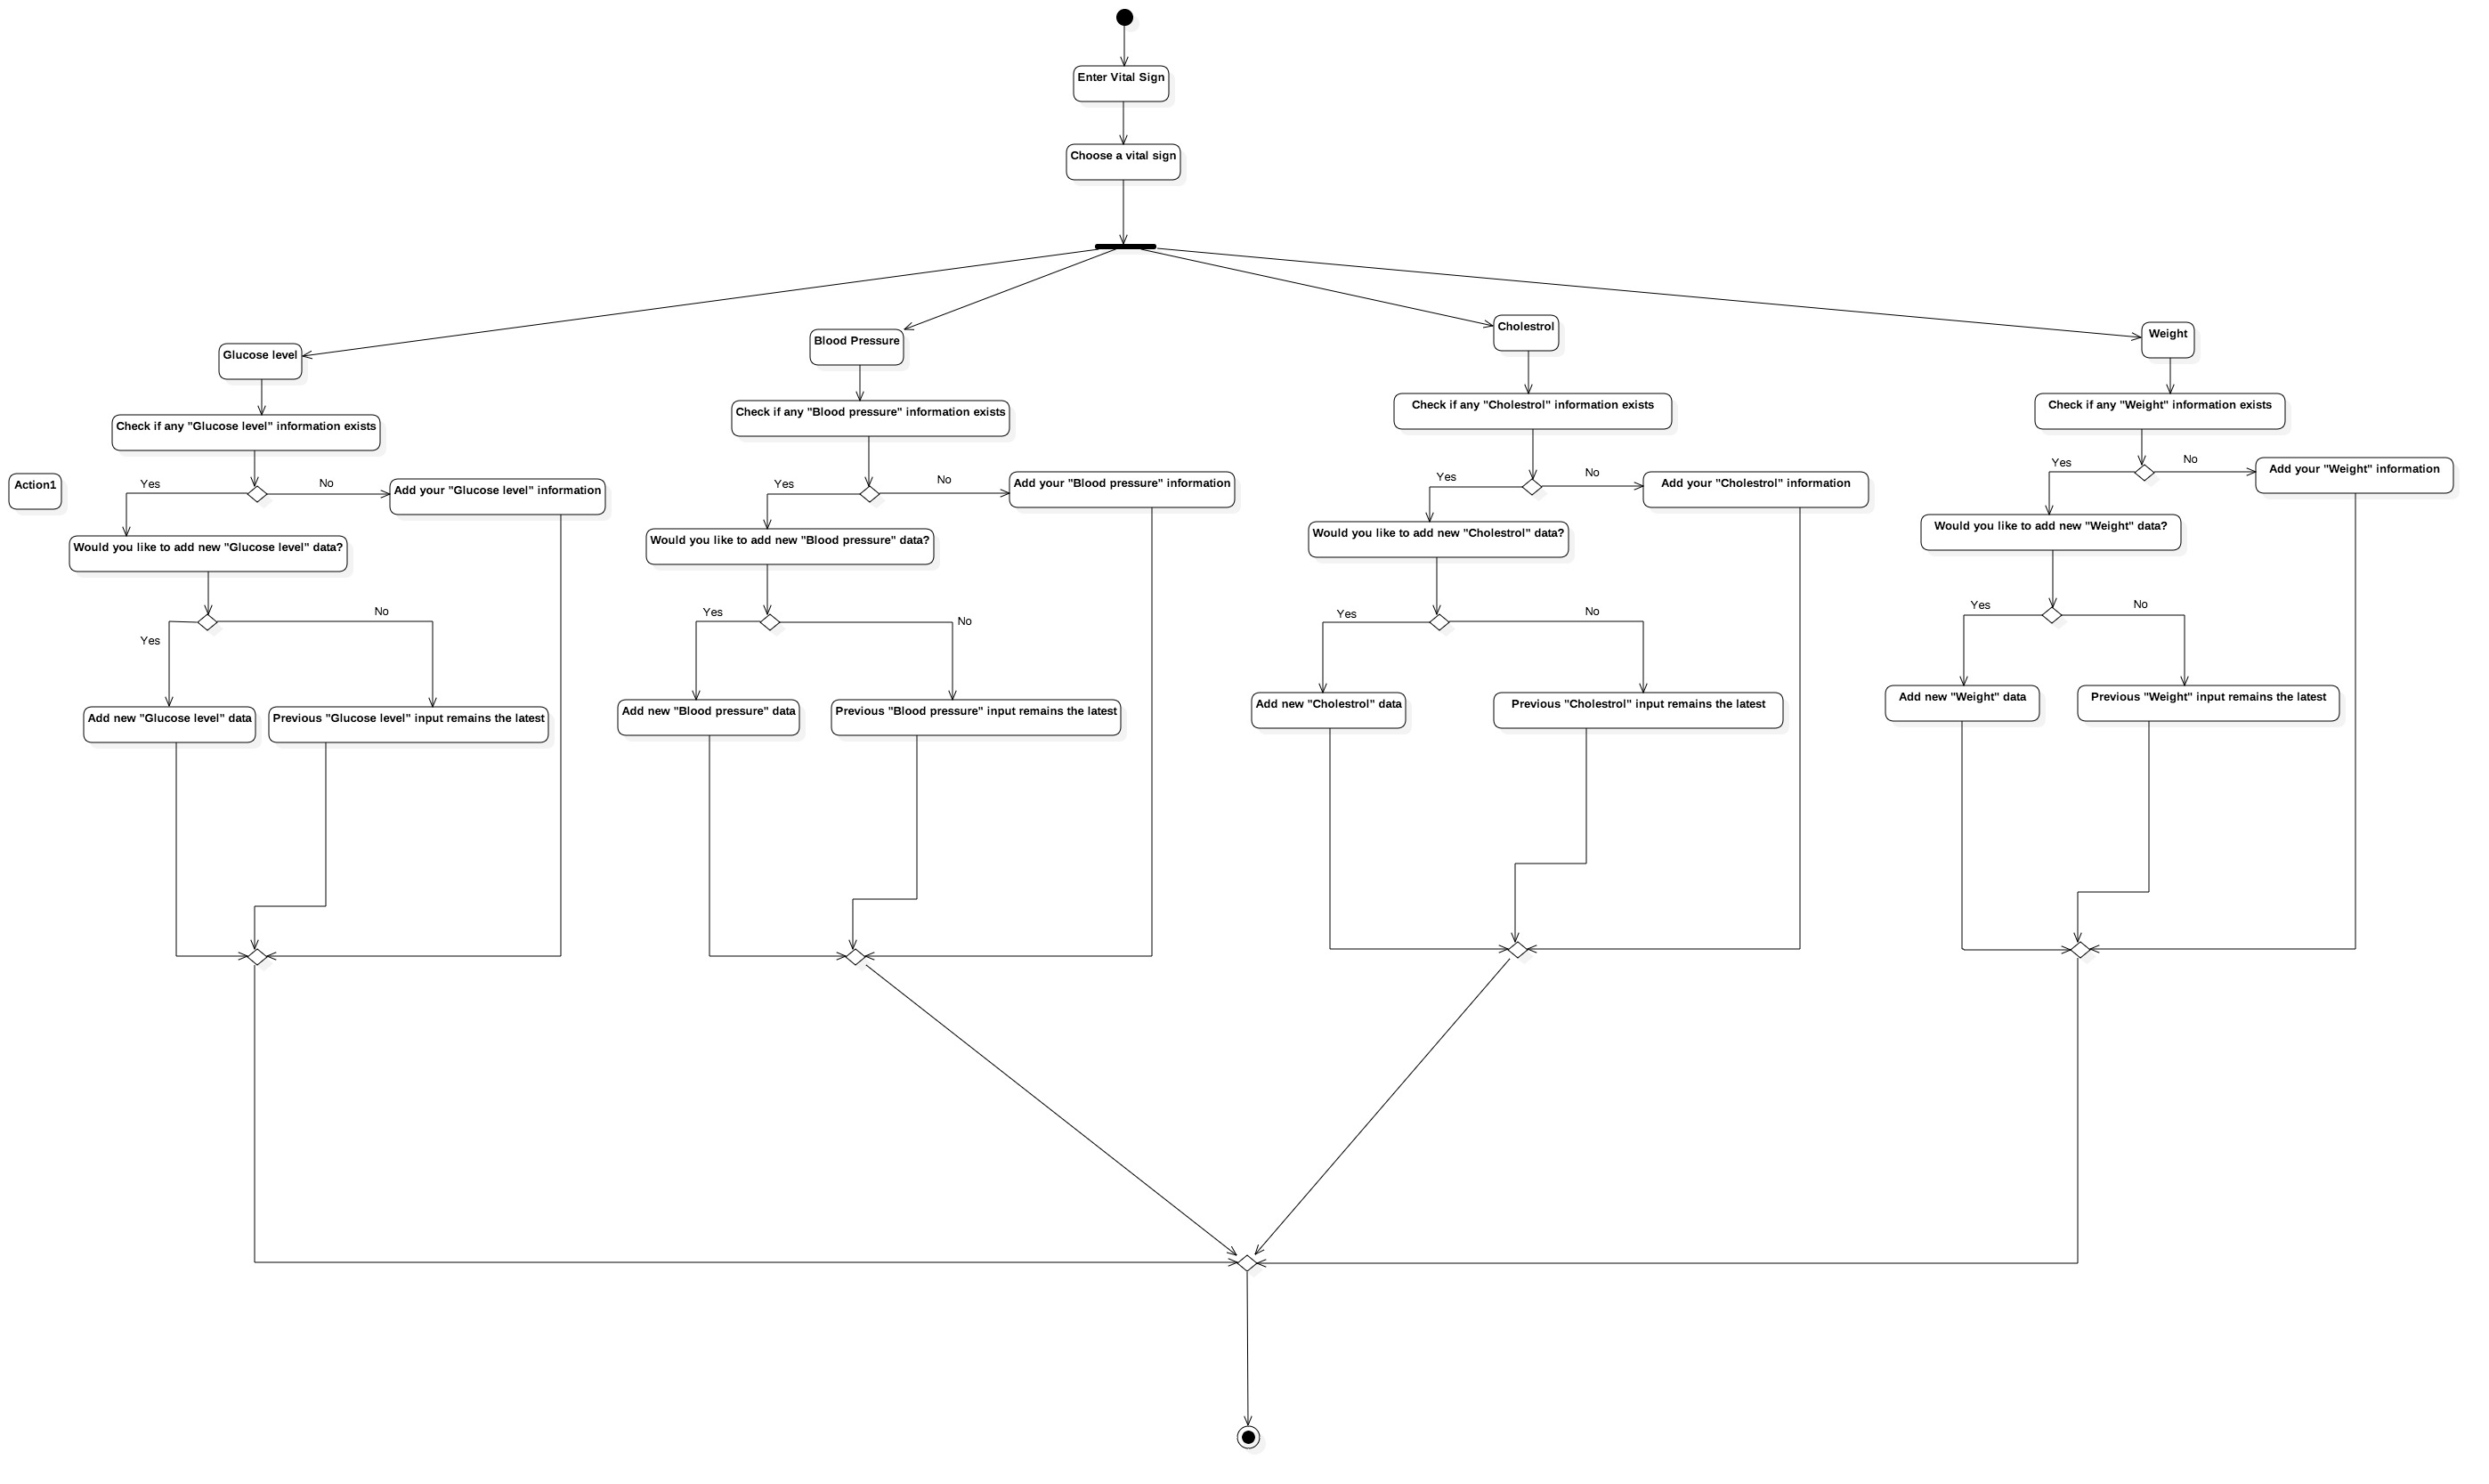 Enter Vital Sign
Choose a vital sign
Glucose level
Blood Pressure
Cholestrol
Weight
Check if any "Glucose level" information exists
Check if any "Blood pressure" information exists
Check if any "Cholestrol" information exists
Check if any "Weight" information exists
Action1
Yes
No
Add your "Glucose level" information
Yes
No
Add your "Blood pressure" information
Yes
No
Add your "Cholestrol" information
Yes
No
Add your "Weight" information
Would you like to add new "Glucose level" data?
Would you like to add new "Blood pressure" data?
Would you like to add new "Cholestrol" data?
Would you like to add new "Weight" data?
Yes
No
Yes
No
Yes
No
Yes
No
Add new "Glucose level" data
Previous "Glucose level" input remains the latest
Add new "Blood pressure" data
Previous "Blood pressure" input remains the latest
Add new "Cholestrol" data
Previous "Cholestrol" input remains the latest
Add new "Weight" data
Previous "Weight" input remains the latest